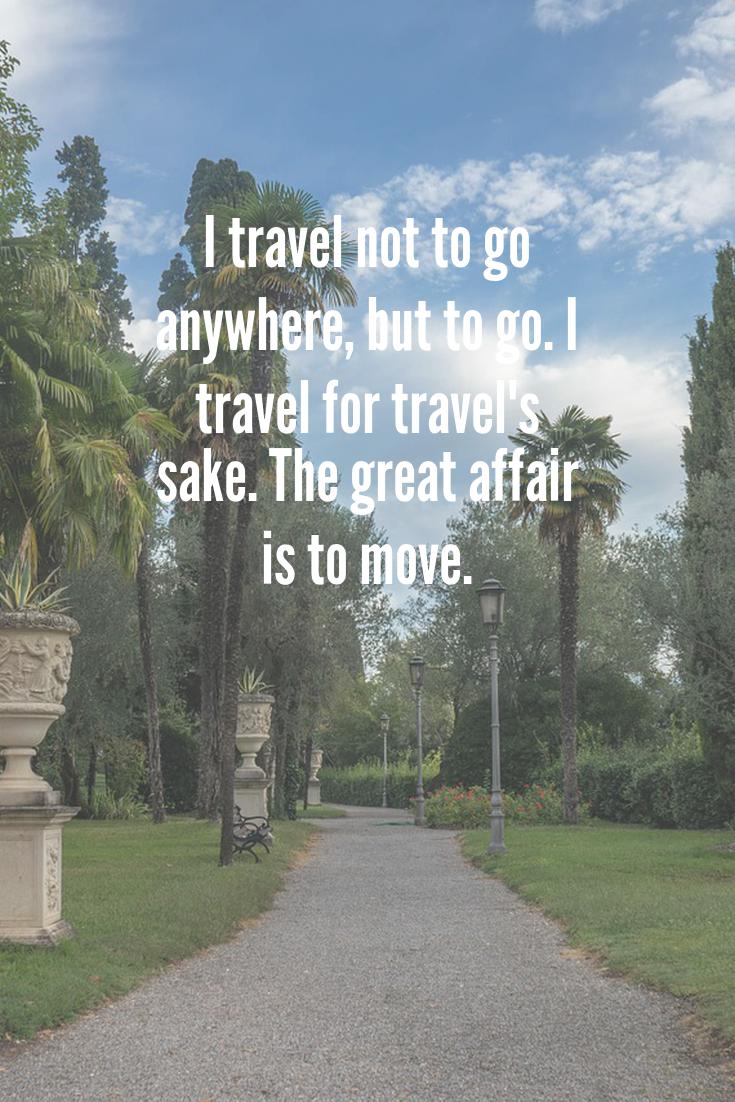 I travel not to go
anywhere, but to go. I
travel for travel's
sake. The great affair
is to move.